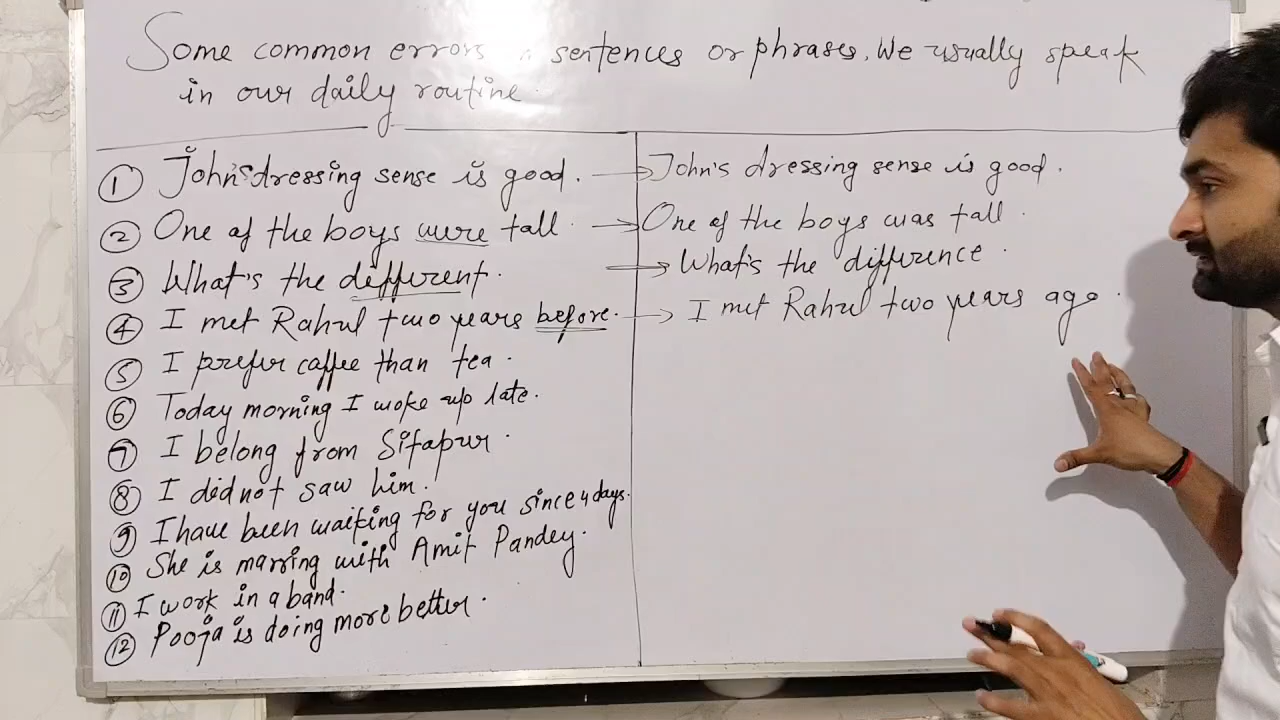 Some common errors n sentences or phrases, We usually speak
in our daily routine.
① John's dressing sense is good. → John's dressing sense is good.
② One of the boys were tall. → One of the boys was tall.
③ What's the different. → What's the difference.
④ I met Rahul two years before. → I met Rahul two years ago.
⑤ I prefer caffee than tea.
⑥ Today morning I woke up late.
⑦ I belong from Sitapur.
⑧ I did not saw him.
⑨ I have been waiting for you since 4 days.
⑩ She is marring with Amit Pandey.
⑪ I work in a band.
⑫ Pooja is doing more better.